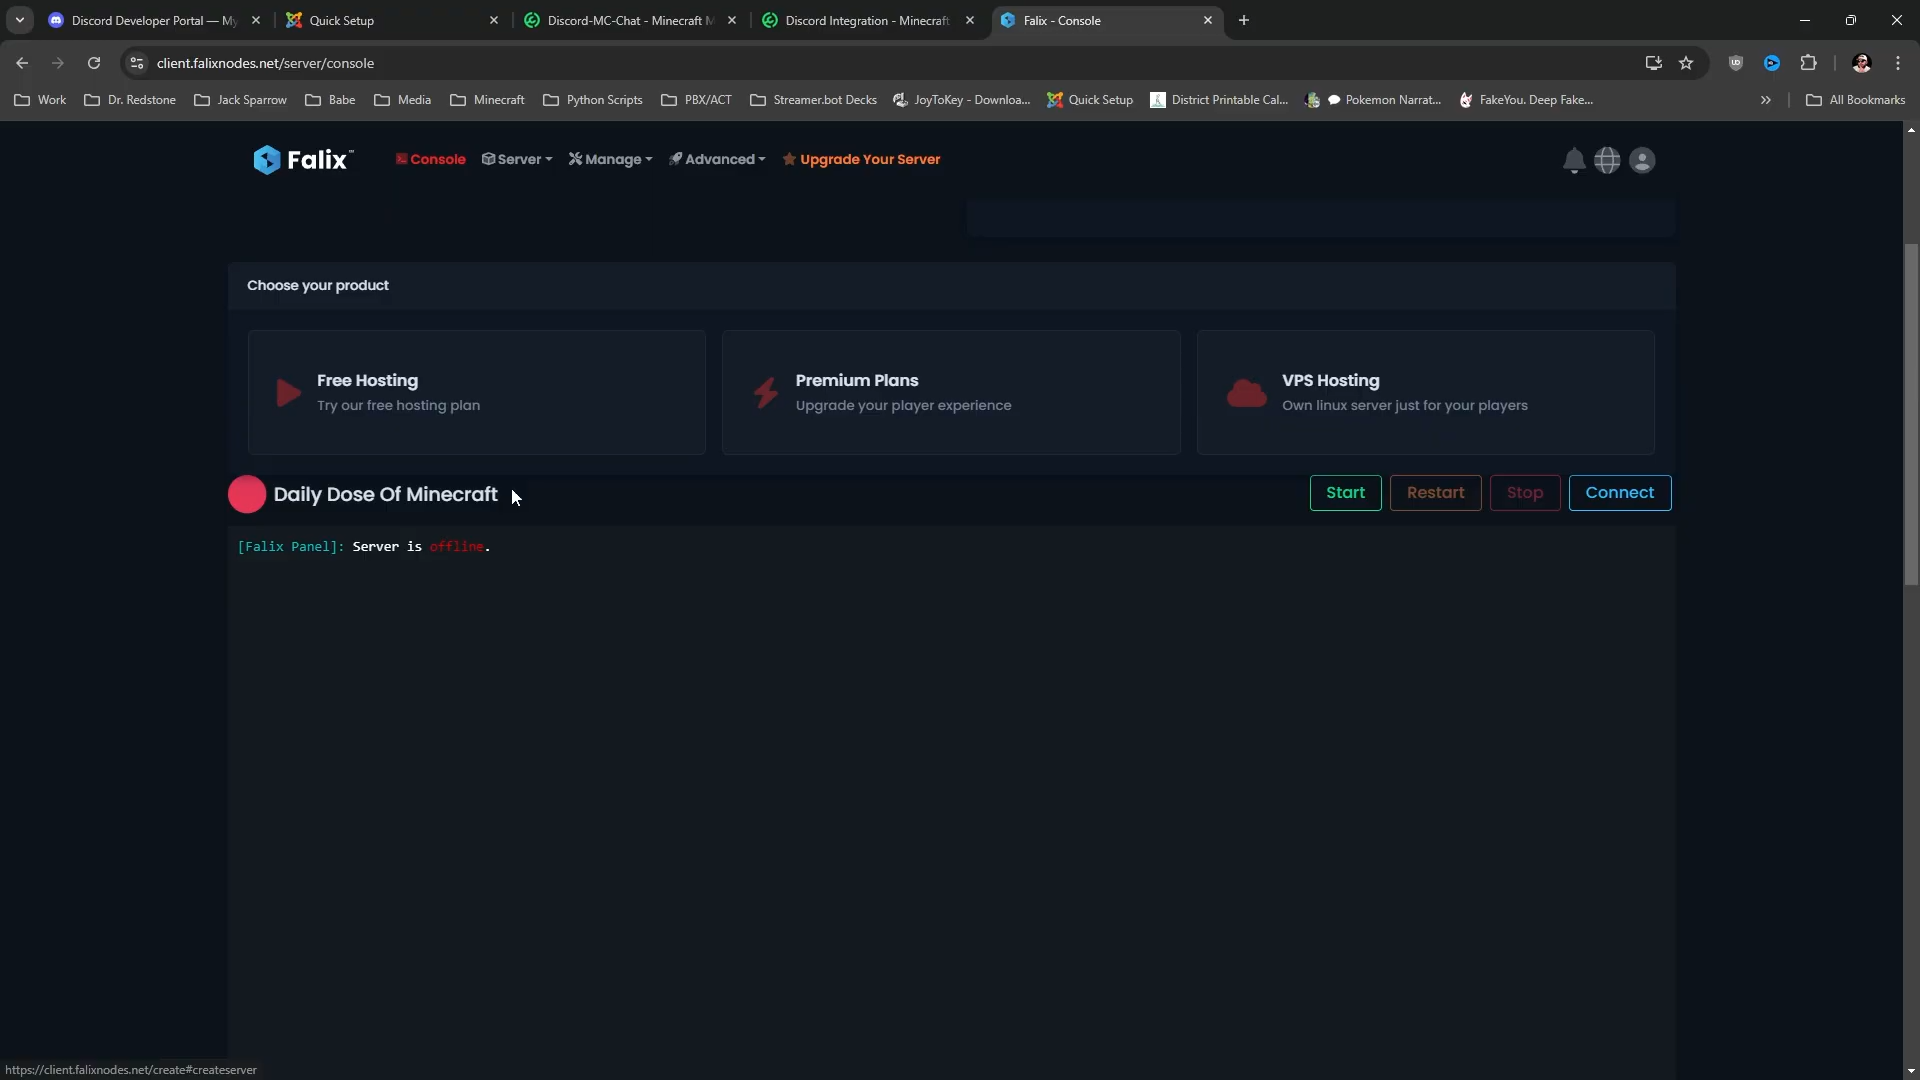 Discord Developer Portal — My
Quick Setup
Discord-MC-Chat - Minecraft M
Discord Integration - Minecraft
Falix - Console
client.falixnodes.net/server/console
Work
Dr. Redstone
Jack Sparrow
Babe
Media
Minecraft
Python Scripts
PBX/ACT
Streamer.bot Decks
JoyToKey - Downloa...
Quick Setup
District Printable Cal...
Pokemon Narrat...
FakeYou. Deep Fake...
All Bookmarks
Falix™
Console
Server
Manage
Advanced
Upgrade Your Server
Choose your product
Free Hosting
Try our free hosting plan
Premium Plans
Upgrade your player experience
VPS Hosting
Own linux server just for your players
Daily Dose Of Minecraft
Start
Restart
Stop
Connect
[Falix Panel]: Server is offline.
https://client.falixnodes.net/create#createserver